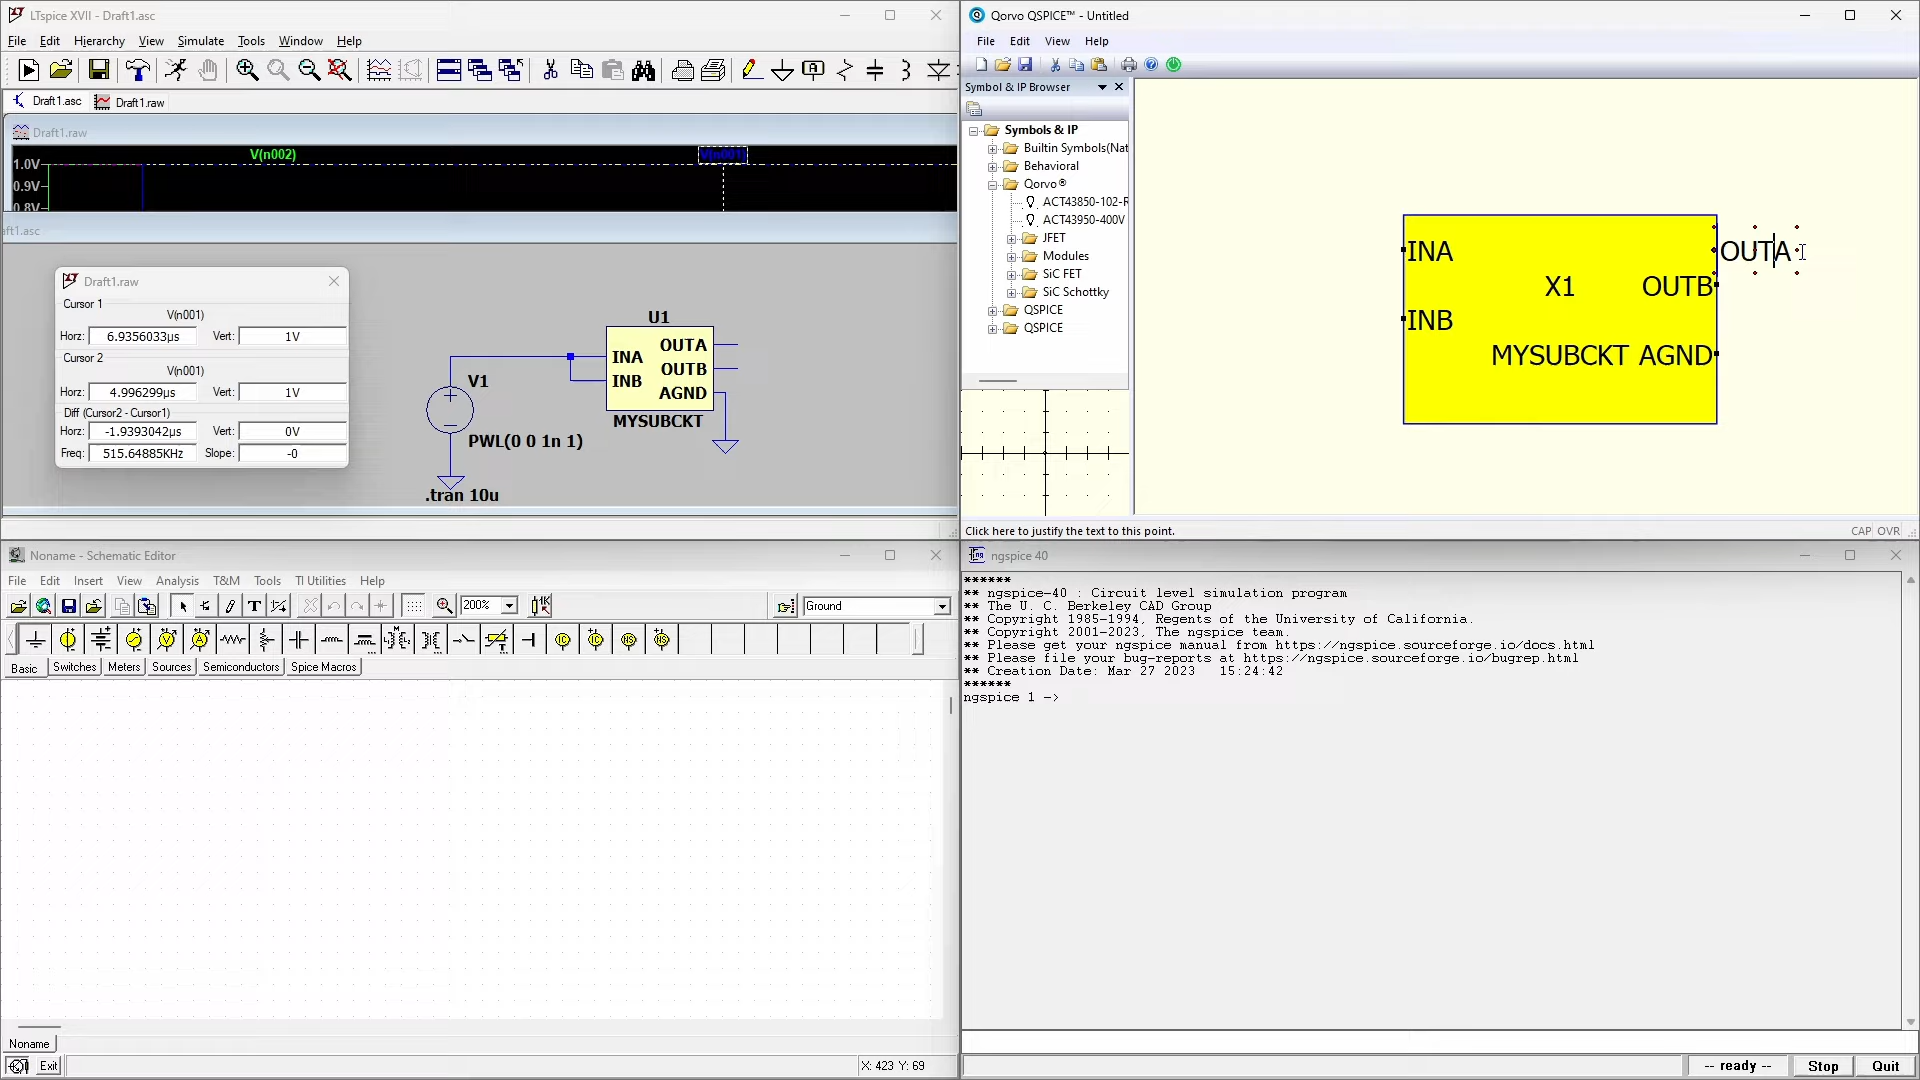 LTspice XVII - Draft1.asc
File Edit Hierarchy View Simulate Tools Window Help
Draft1.asc Draft1.raw
Draft1.raw
V(n002) V(n001)
1.0V
0.9V
0.8V
aft1.asc
Draft1.raw
Cursor 1
V(n001)
Horz: 6.9356033µs Vert: 1V
Cursor 2
V(n001)
Horz: 4.996299µs Vert: 1V
Diff (Cursor2 - Cursor1)
Horz: -1.9393042µs Vert: 0V
Freq: 515.64885KHz Slope: -0
U1
INA
INB
OUTA
OUTB
AGND
MYSUBCKT
V1
PWL(0 0 1n 1)
.tran 10u
Qorvo QSPICE™ - Untitled
File Edit View Help
Symbol & IP Browser
Symbols & IP
Builtin Symbols(Nat
Behavioral
Qorvo®
ACT43850-102-R
ACT43950-400V
JFET
Modules
SiC FET
SiC Schottky
QSPICE
QSPICE
INA
OUTA
X1
OUTB
INB
MYSUBCKT
AGND
Click here to justify the text to this point.
CAP OVR
Noname - Schematic Editor
File Edit Insert View Analysis T&M Tools TI Utilities Help
200% Ground
Basic Switches Meters Sources Semiconductors Spice Macros
Noname
Exit
X: 423 Y: 69
ngspice 40
******
** ngspice-40 : Circuit level simulation program
** The U. C. Berkeley CAD Group
** Copyright 1985-1994, Regents of the University of California.
** Copyright 2001-2023, The ngspice team.
** Please get your ngspice manual from https://ngspice.sourceforge.io/docs.html
** Please file your bug-reports at https://ngspice.sourceforge.io/bugrep.html
** Creation Date: Mar 27 2023   15:24:42
******
ngspice 1 ->
-- ready -- Stop Quit